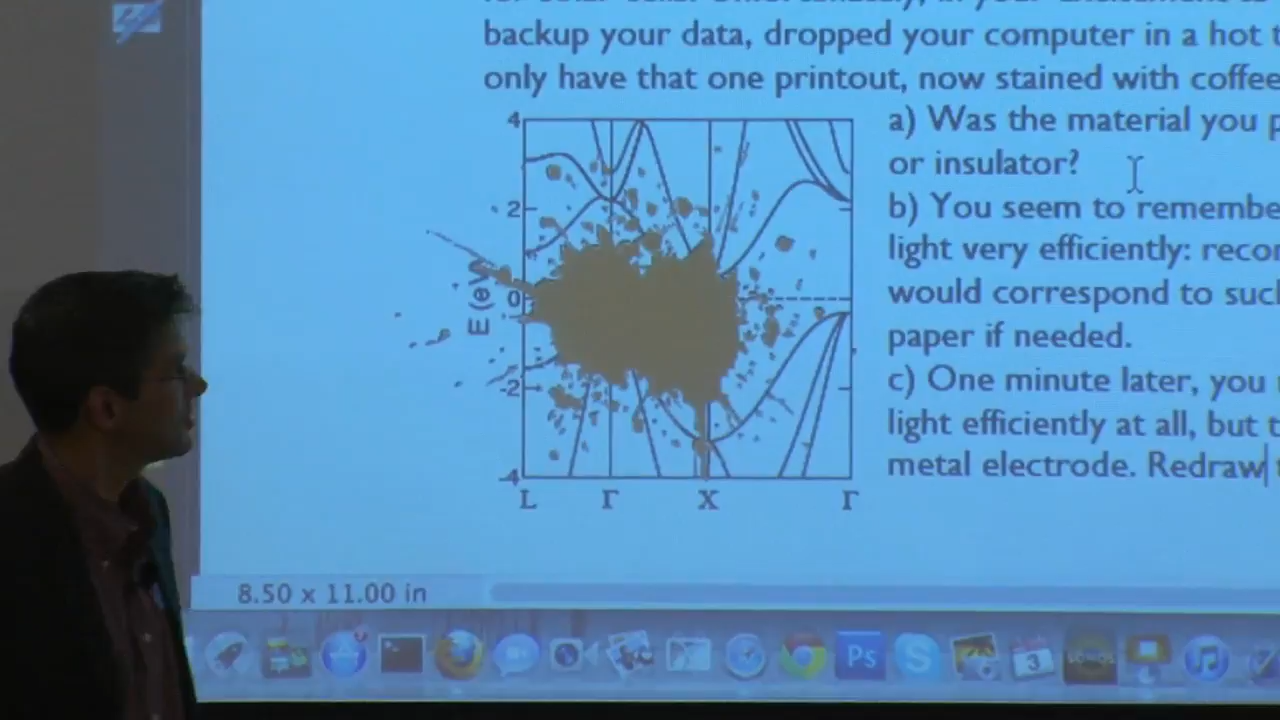 backup your data, dropped your computer in a hot
only have that one printout, now stained with coffee
a) Was the material you
or insulator?
b) You seem to remembe
light very efficiently: reco
would correspond to suc
paper if needed.
c) One minute later, you
light efficiently at all, but
metal electrode. Redraw
4
2
0
-2
-4
E (eV)
L Γ X Γ
8.50 x 11.00 in
Ps
S
3